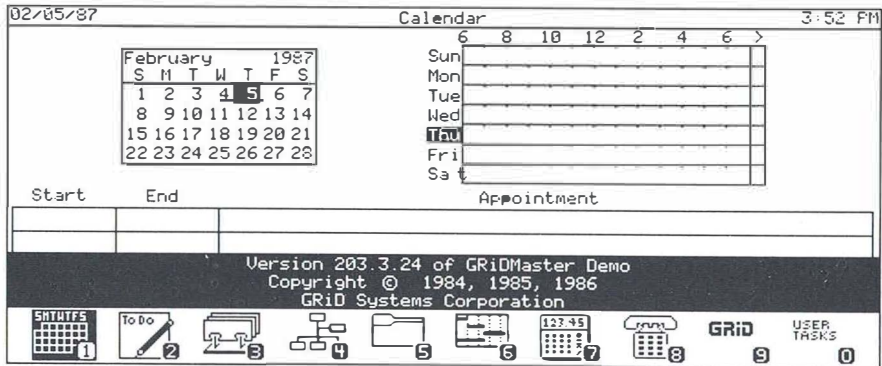 02/05/87 Calendar 3:52 PM
6 8 10 12 2 4 6 >
February 1987
S M T W T F S
1 2 3 4 5 6 7
8 9 10 11 12 13 14
15 16 17 18 19 20 21
22 23 24 25 26 27 28
Sun
Mon
Tue
Wed
Thu
Fri
Sat
Start End Appointment
Version 203.3.24 of GRiDMaster Demo
Copyright © 1984, 1985, 1986
GRiD Systems Corporation
SMTWTFS 1
To Do 2
3
4
5
6
123.45 7
8
GRiD 9
USER TASKS 0